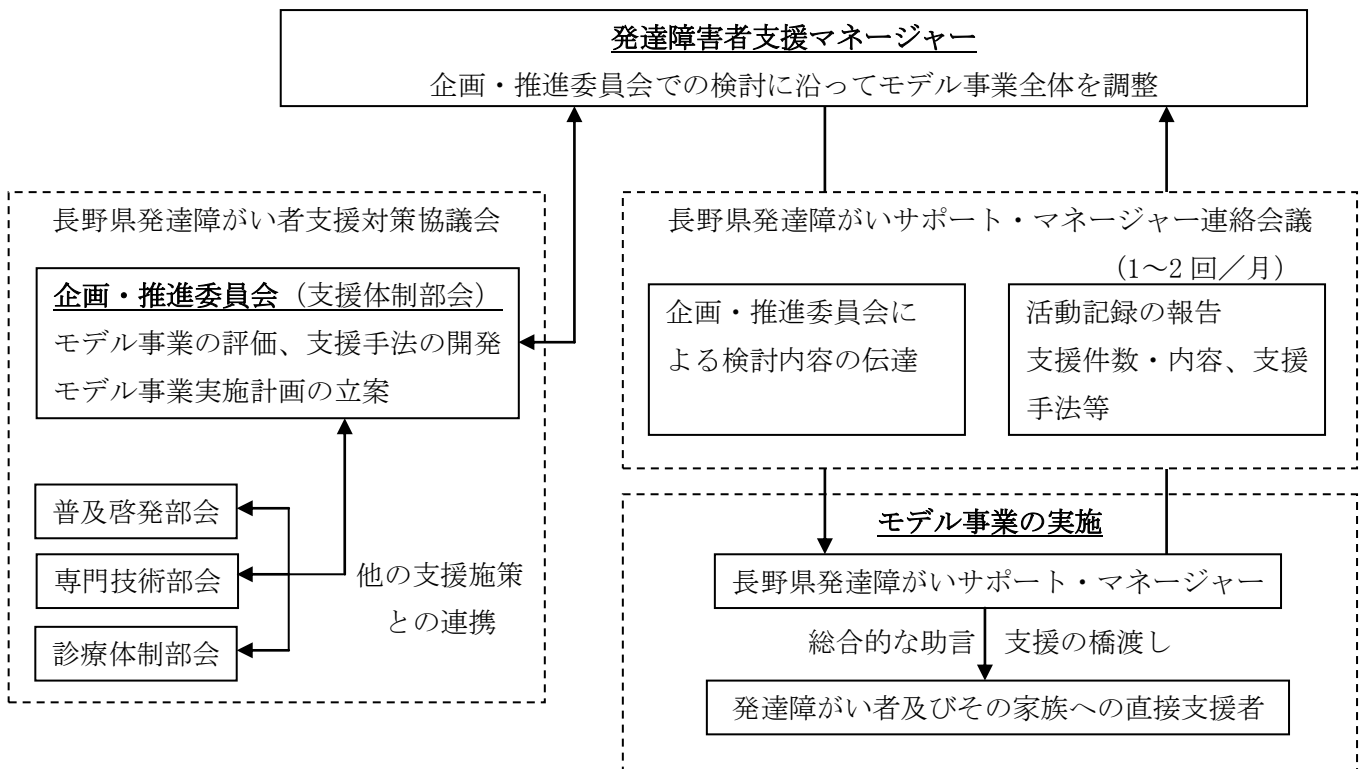 発達障害者支援マネージャー
企画・推進委員会での検討に沿ってモデル事業全体を調整
長野県発達障がい者支援対策協議会
企画・推進委員会（支援体制部会）
モデル事業の評価、支援手法の開発
モデル事業実施計画の立案
普及啓発部会
専門技術部会
診療体制部会
他の支援施策
との連携
長野県発達障がいサポート・マネージャー連絡会議
（1～2 回／月）
企画・推進委員会に
よる検討内容の伝達
活動記録の報告
支援件数・内容、支援
手法等
モデル事業の実施
長野県発達障がいサポート・マネージャー
総合的な助言
支援の橋渡し
発達障がい者及びその家族への直接支援者